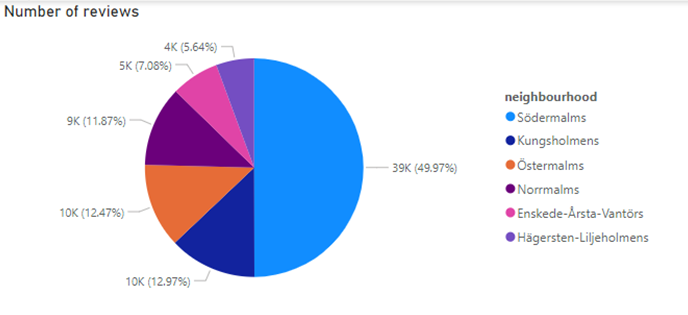 Number of reviews
4K (5.64%)
5K (7.08%)
9K (11.87%)
10K (12.47%)
10K (12.97%)
39K (49.97%)
neighbourhood
Södermalms
Kungsholmens
Östermalms
Norrmalms
Enskede-Årsta-Vantörs
Hägersten-Liljeholmens